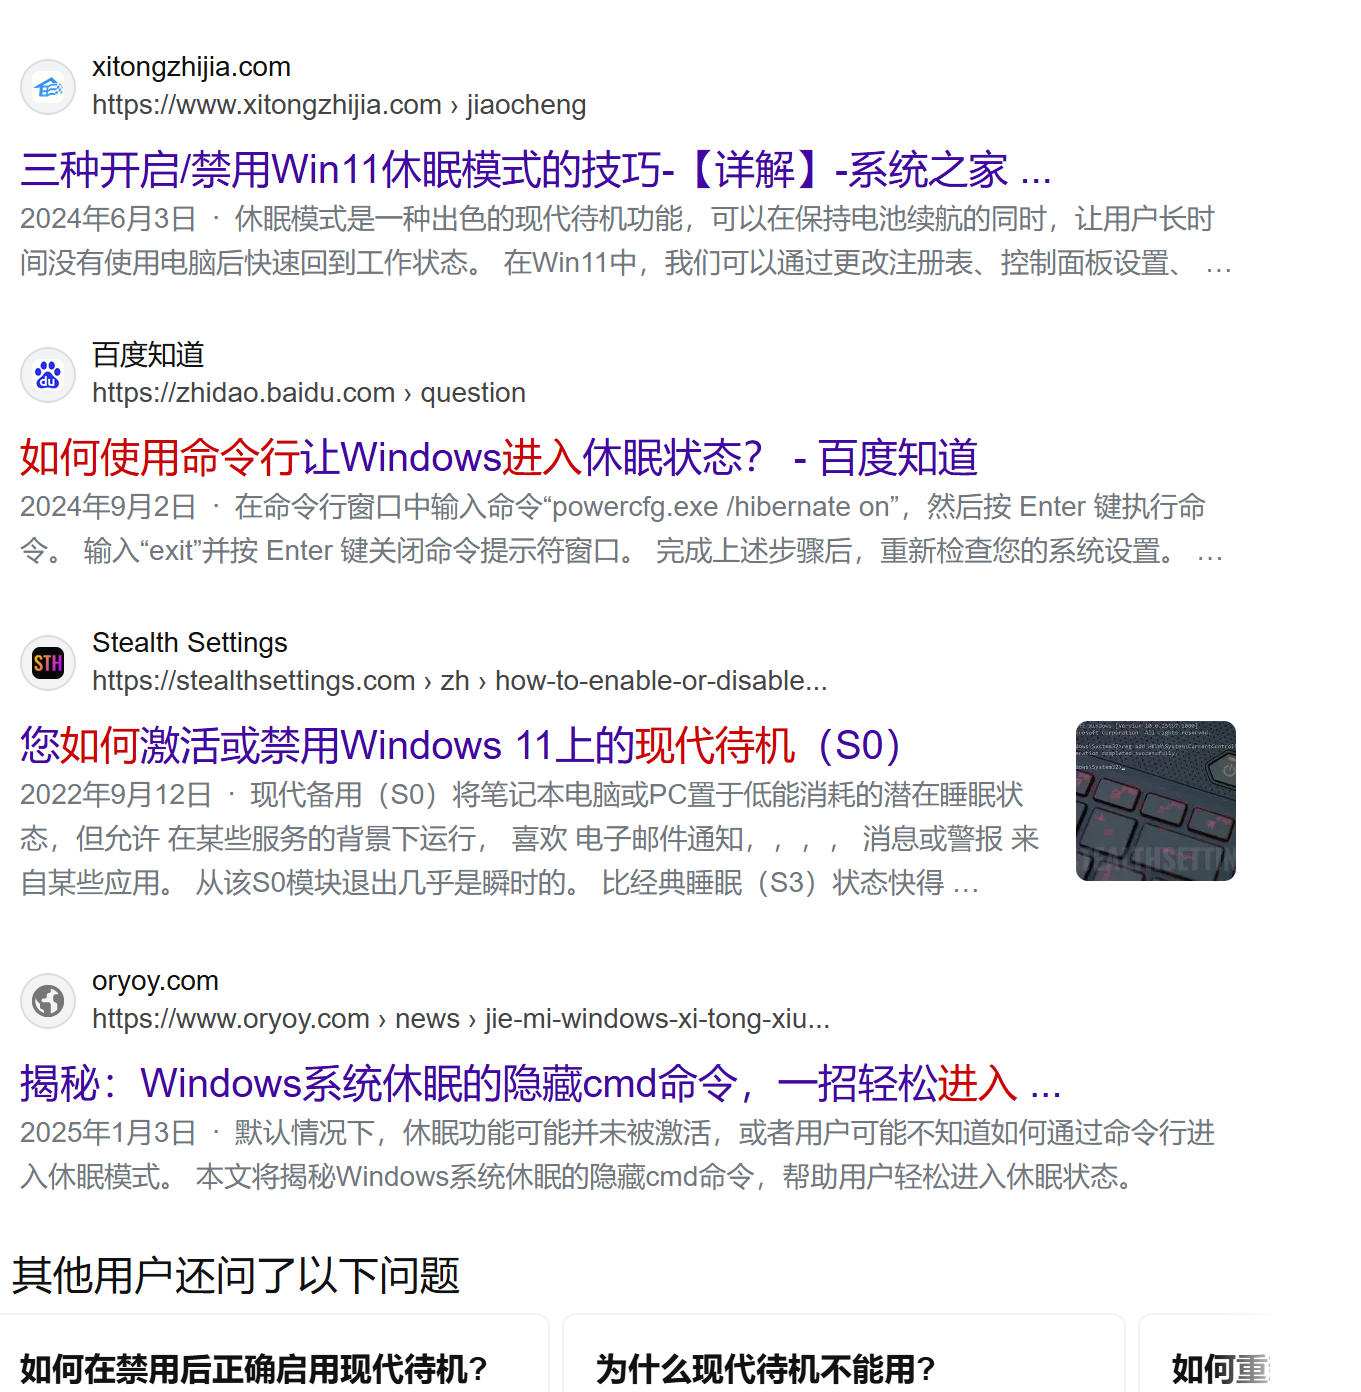 xitongzhijia.com
https://www.xitongzhijia.com › jiaocheng
三种开启/禁用Win11休眠模式的技巧-【详解】-系统之家 ...
2024年6月3日 · 休眠模式是一种出色的现代待机功能，可以在保持电池续航的同时，让用户长时
间没有使用电脑后快速回到工作状态。 在Win11中，我们可以通过更改注册表、控制面板设置、 …
百度知道
du
https://zhidao.baidu.com › question
如何使用命令行让Windows进入休眠状态？ - 百度知道
2024年9月2日 · 在命令行窗口中输入命令“powercfg.exe /hibernate on”，然后按 Enter 键执行命
令。 输入“exit”并按 Enter 键关闭命令提示符窗口。 完成上述步骤后，重新检查您的系统设置。 …
Stealth Settings
STH
https://stealthsettings.com › zh › how-to-enable-or-disable...
您如何激活或禁用Windows 11上的现代待机（S0）
2022年9月12日 · 现代备用（S0）将笔记本电脑或PC置于低能消耗的潜在睡眠状
态，但允许 在某些服务的背景下运行， 喜欢 电子邮件通知，，，， 消息或警报 来
自某些应用。 从该S0模块退出几乎是瞬时的。 比经典睡眠（S3）状态快得 …
oryoy.com
https://www.oryoy.com › news › jie-mi-windows-xi-tong-xiu...
揭秘：Windows系统休眠的隐藏cmd命令，一招轻松进入 ...
2025年1月3日 · 默认情况下，休眠功能可能并未被激活，或者用户可能不知道如何通过命令行进
入休眠模式。 本文将揭秘Windows系统休眠的隐藏cmd命令，帮助用户轻松进入休眠状态。
其他用户还问了以下问题
如何在禁用后正确启用现代待机?
为什么现代待机不能用?
如何重